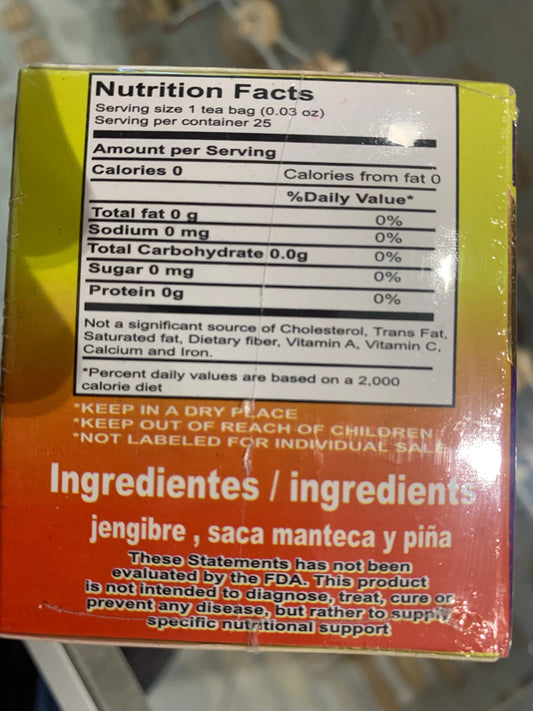 Nutrition Facts
Serving size 1 tea bag (0.03 oz)
Serving per container 25
Amount per Serving
Calories 0 Calories from fat 0
%Daily Value*
Total fat 0 g 0%
Sodium 0 mg 0%
Total Carbohydrate 0.0g 0%
Sugar 0 mg 0%
Protein 0g 0%
Not a significant source of Cholesterol, Trans Fat,
Saturated fat, Dietary fiber, Vitamin A, Vitamin C,
Calcium and Iron.
*Percent daily values are based on a 2,000
calorie diet
*KEEP IN A DRY PLACE
*KEEP OUT OF REACH OF CHILDREN
*NOT LABELED FOR INDIVIDUAL SALE
Ingredientes / ingredients
jengibre , saca manteca y piña
These Statements has not been
evaluated by the FDA. This product
is not intended to diagnose, treat, cure or
prevent any disease, but rather to supply
specific nutritional support